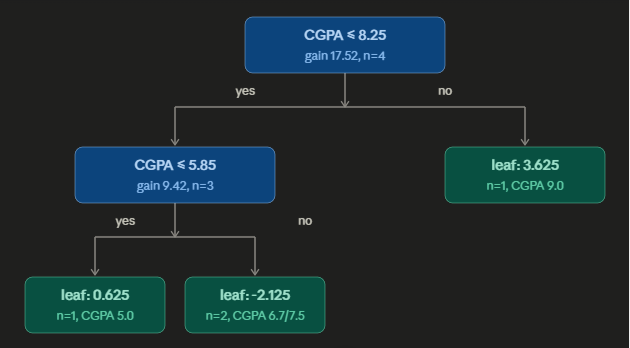 CGPA ≤ 8.25
gain 17.52, n=4
yes
no
CGPA ≤ 5.85
gain 9.42, n=3
leaf: 3.625
n=1, CGPA 9.0
yes
no
leaf: 0.625
n=1, CGPA 5.0
leaf: -2.125
n=2, CGPA 6.7/7.5